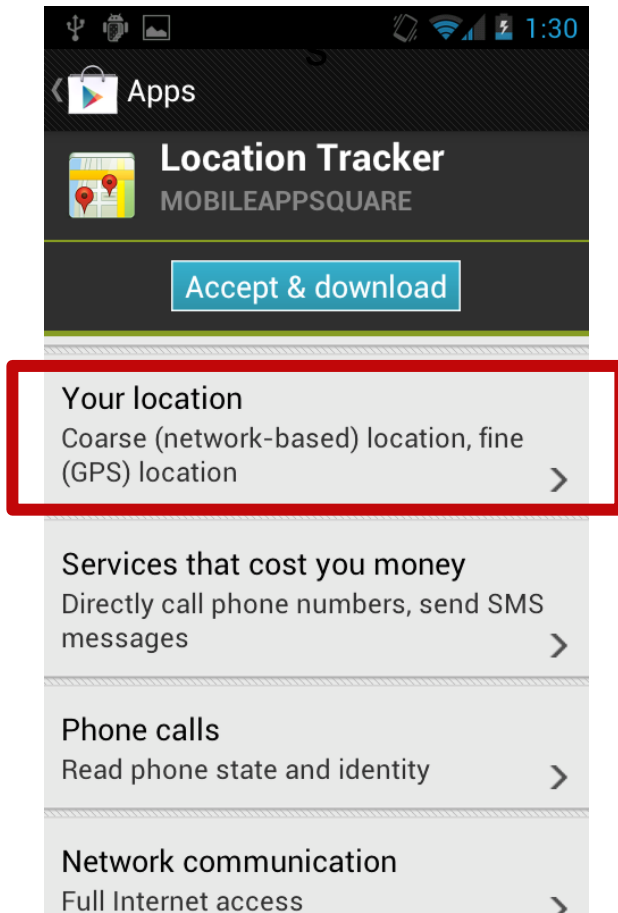 1:30
S
Apps
Location Tracker
MOBILEAPPSQUARE
Accept & download
Your location
Coarse (network-based) location, fine
(GPS) location
Services that cost you money
Directly call phone numbers, send SMS
messages
Phone calls
Read phone state and identity
Network communication
Full Internet access